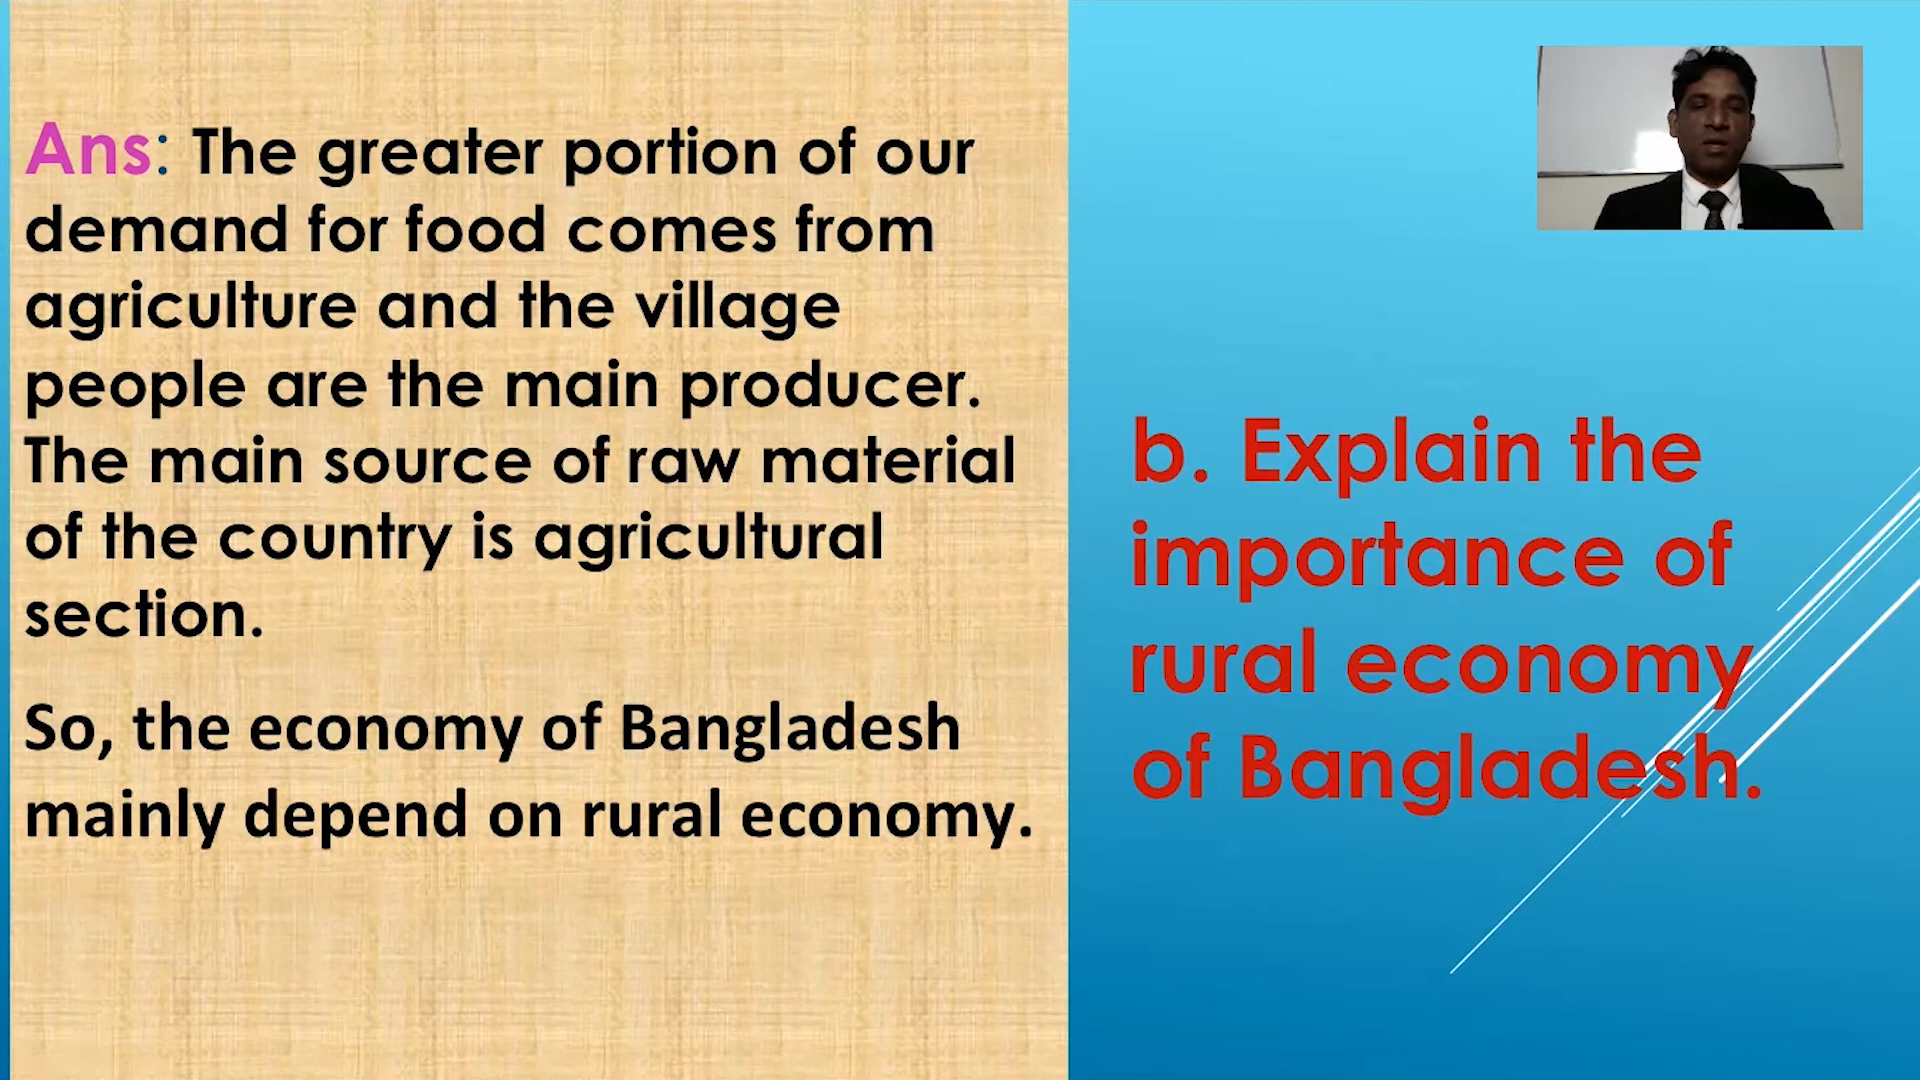 Ans: The greater portion of our
demand for food comes from
agriculture and the village
people are the main producer.
The main source of raw material
of the country is agricultural
section.
So, the economy of Bangladesh
mainly depend on rural economy.
b. Explain the
importance of
rural economy
of Bangladesh.